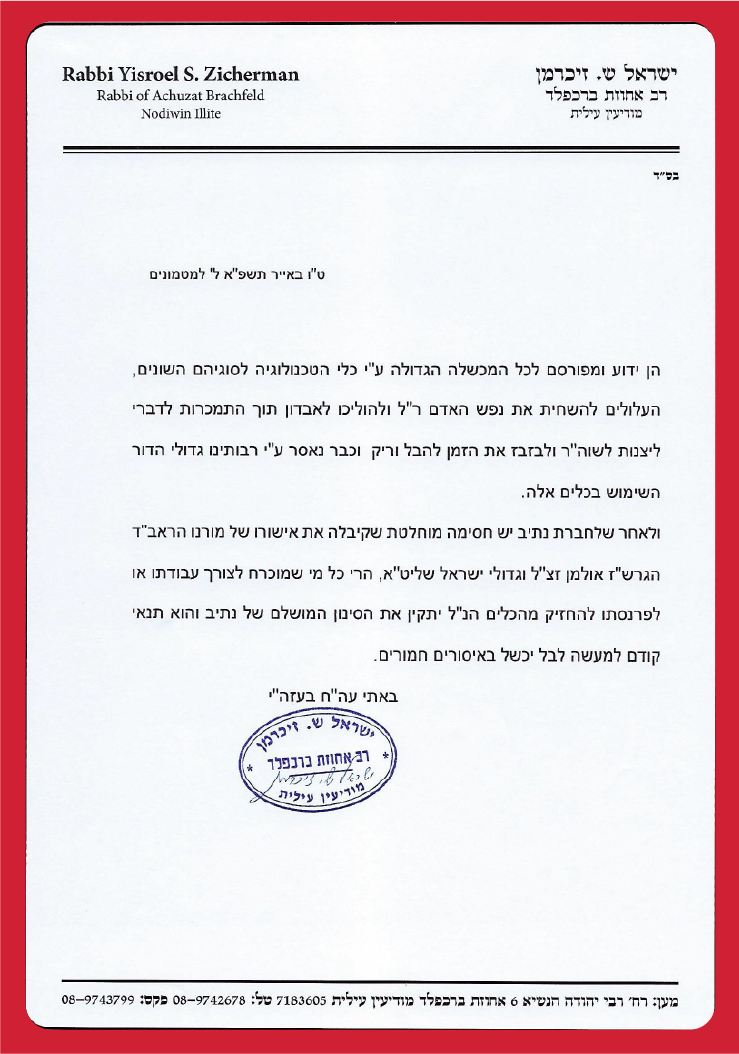 Rabbi Yisroel S. Zicherman
Rabbi of Achuzat Brachfeld
Nodiwin Illite
ישראל ש. זיכרמן
רב אחוזת ברכפלד
מודיעין עילית
בס"ד
ט"ו באייר תשפ"א ל' למטמונים
הן ידוע ומפורסם לכל המכשלה הגדולה ע"י כלי הטכנולוגיה לסוגיהם השונים,
העלולים להשחית את נפש האדם ר"ל ולהוליכו לאבדון תוך התמכרות לדברי
ליצנות לשוה"ר ולבזבז את הזמן להבל וריק וכבר נאסר ע"י רבותינו גדולי הדור
השימוש בכלים אלה.
ולאחר שלחברת נתיב יש חסימה מוחלטת שקיבלה את אישורו של מורנו הראב"ד
הגרש"ז אולמן זצ"ל וגדולי ישראל שליט"א, הרי כל מי שמוכרח לצורך עבודתו או
לפרנסתו להחזיק מהכלים הנ"ל יתקין את הסינון המושלם של נתיב והוא תנאי
קודם למעשה לבל יכשל באיסורים חמורים.
באתי עה"ח בעזה"י
ישראל ש. זיכרמן
* רב אחוזת ברכפלד *
ישראל ש. זיכרמן
מודיעין עילית
מען: רח' רבי יהודה הנשיא 6 אחוזת ברכפלד מודיעין עילית 7183605 טל: 08-9742678 פקס: 08-9743799